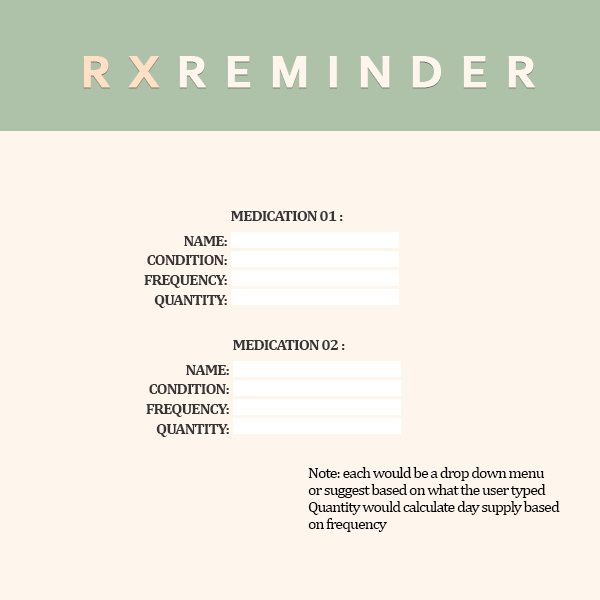 RXREMINDER
MEDICATION 01 :
NAME:
CONDITION:
FREQUENCY:
QUANTITY:
MEDICATION 02 :
NAME:
CONDITION:
FREQUENCY:
QUANTITY:
Note: each would be a drop down menu
or suggest based on what the user typed
Quantity would calculate day supply based
on frequency